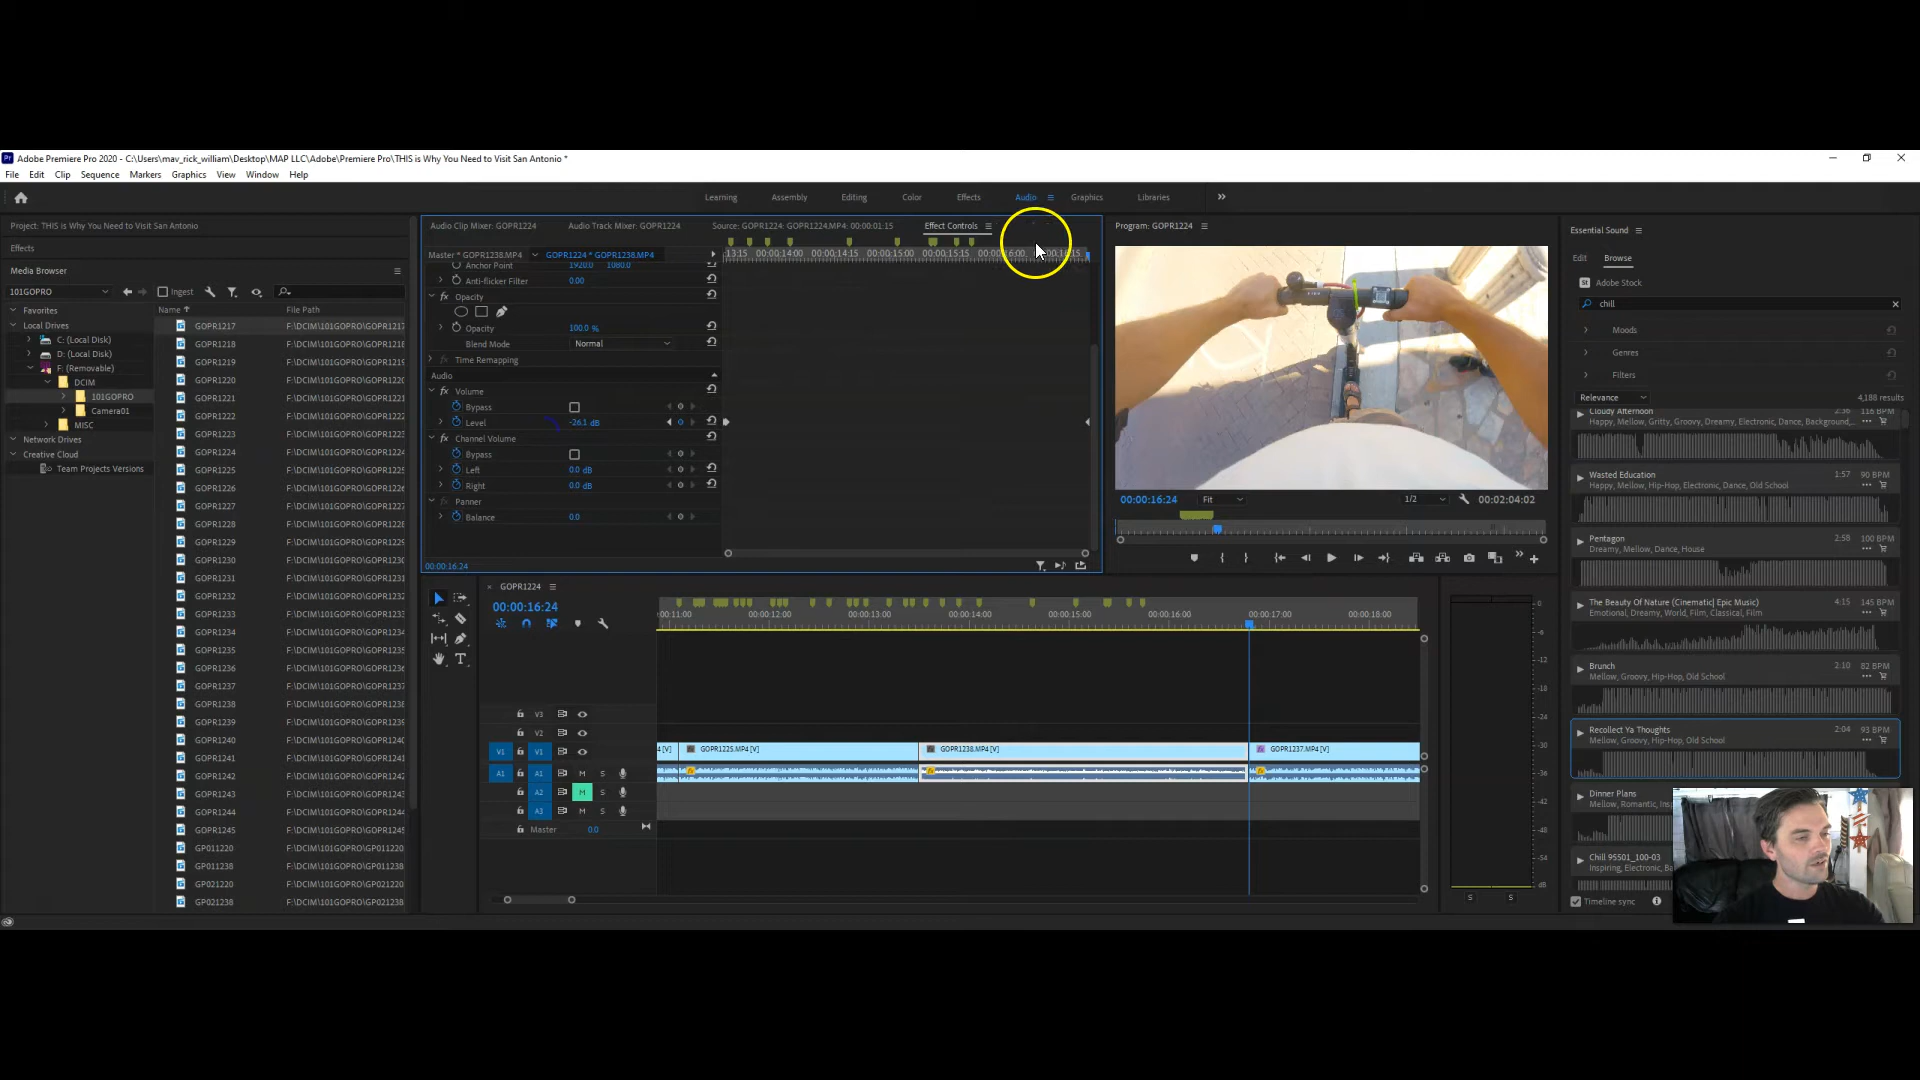 Adobe Premiere Pro 2020 - C:\Users\mav_rick_william\Desktop\MAP LLC\Adobe\Premiere Pro\THIS is Why You Need to Visit San Antonio *
File Edit Clip Sequence Markers Graphics View Window Help
Learning Assembly Editing Color Effects Audio Graphics Libraries
Project: THIS is Why You Need to Visit San Antonio
Effects
Media Browser
101GOPRO
Ingest
Favorites
Local Drives
C: (Local Disk)
D: (Local Disk)
F: (Removable)
DCIM
101GOPRO
Camera01
MISC
Network Drives
Creative Cloud
Team Projects Versions
Name File Path
GOPR1217 F:\DCIM\101GOPRO\GOPR1217
GOPR1218 F:\DCIM\101GOPRO\GOPR1218
GOPR1219 F:\DCIM\101GOPRO\GOPR1219
GOPR1220 F:\DCIM\101GOPRO\GOPR1220
GOPR1221 F:\DCIM\101GOPRO\GOPR1221
GOPR1222 F:\DCIM\101GOPRO\GOPR1222
GOPR1223 F:\DCIM\101GOPRO\GOPR1223
GOPR1224 F:\DCIM\101GOPRO\GOPR1224
GOPR1225 F:\DCIM\101GOPRO\GOPR1225
GOPR1226 F:\DCIM\101GOPRO\GOPR1226
GOPR1227 F:\DCIM\101GOPRO\GOPR1227
GOPR1228 F:\DCIM\101GOPRO\GOPR1228
GOPR1229 F:\DCIM\101GOPRO\GOPR1229
GOPR1230 F:\DCIM\101GOPRO\GOPR1230
GOPR1231 F:\DCIM\101GOPRO\GOPR1231
GOPR1232 F:\DCIM\101GOPRO\GOPR1232
GOPR1233 F:\DCIM\101GOPRO\GOPR1233
GOPR1234 F:\DCIM\101GOPRO\GOPR1234
GOPR1235 F:\DCIM\101GOPRO\GOPR1235
GOPR1236 F:\DCIM\101GOPRO\GOPR1236
GOPR1237 F:\DCIM\101GOPRO\GOPR1237
GOPR1238 F:\DCIM\101GOPRO\GOPR1238
GOPR1239 F:\DCIM\101GOPRO\GOPR1239
GOPR1240 F:\DCIM\101GOPRO\GOPR1240
GOPR1241 F:\DCIM\101GOPRO\GOPR1241
GOPR1242 F:\DCIM\101GOPRO\GOPR1242
GOPR1243 F:\DCIM\101GOPRO\GOPR1243
GOPR1244 F:\DCIM\101GOPRO\GOPR1244
GOPR1245 F:\DCIM\101GOPRO\GOPR1245
GP011220 F:\DCIM\101GOPRO\GP011220
GP011238 F:\DCIM\101GOPRO\GP011238
GP021220 F:\DCIM\101GOPRO\GP021220
GP021238 F:\DCIM\101GOPRO\GP021238
Audio Clip Mixer: GOPR1224 Audio Track Mixer: GOPR1224 Source: GOPR1224: GOPR1224.MP4: 00:00:01:15 Effect Controls
Master * GOPR1238.MP4 GOPR1224 * GOPR1238.MP4
:13:15 00:00:14:00 00:00:14:15 00:00:15:00 00:00:15:15 00:00:16:00 00:00:16:15
Anchor Point 1920.0 1080.0
Anti-flicker Filter 0.00
fx Opacity
Opacity 100.0 %
Blend Mode Normal
fx Time Remapping
Audio
fx Volume
Bypass
Level -26.1 dB
fx Channel Volume
Bypass
Left 0.0 dB
Right 0.0 dB
fx Panner
Balance 0.0
00:00:16:24
Program: GOPR1224
00:00:16:24 Fit 1/2 00:02:04:02
GOPR1224
00:00:16:24
:00:11:00 00:00:12:00 00:00:13:00 00:00:14:00 00:00:15:00 00:00:16:00 00:00:17:00 00:00:18:00
V3
V2
V1 V1
4 [V] GOPR1225.MP4 [V] GOPR1238.MP4 [V] GOPR1237.MP4 [V]
A1 A1 M S
A2 M S
A3 M S
Master 0.0
0
-6
-12
-18
-24
-30
-36
-42
-48
-54
dB
S S
Essential Sound
Edit Browse
St Adobe Stock
chill
Moods
Genres
Filters
Relevance 4,188 results
Cloudy Afternoon 2:36 116 BPM
Happy, Mellow, Gritty, Groovy, Dreamy, Electronic, Dance, Background,
Wasted Education 1:57 90 BPM
Happy, Mellow, Hip-Hop, Electronic, Dance, Old School
Pentagon 2:58 100 BPM
Dreamy, Mellow, Dance, House
The Beauty Of Nature (Cinematic| Epic Music) 4:15 145 BPM
Emotional, Dreamy, World, Film, Classical, Romantic, Inspiring
Brunch 2:10 82 BPM
Mellow, Groovy, Hip-Hop, Old School
Recollect Ya Thoughts 2:04 93 BPM
Mellow, Groovy, Hip-Hop, Old School
Dinner Plans
Mellow, Romantic,
Chill 95501_100-03
Inspiring, Electronic,
Timeline sync